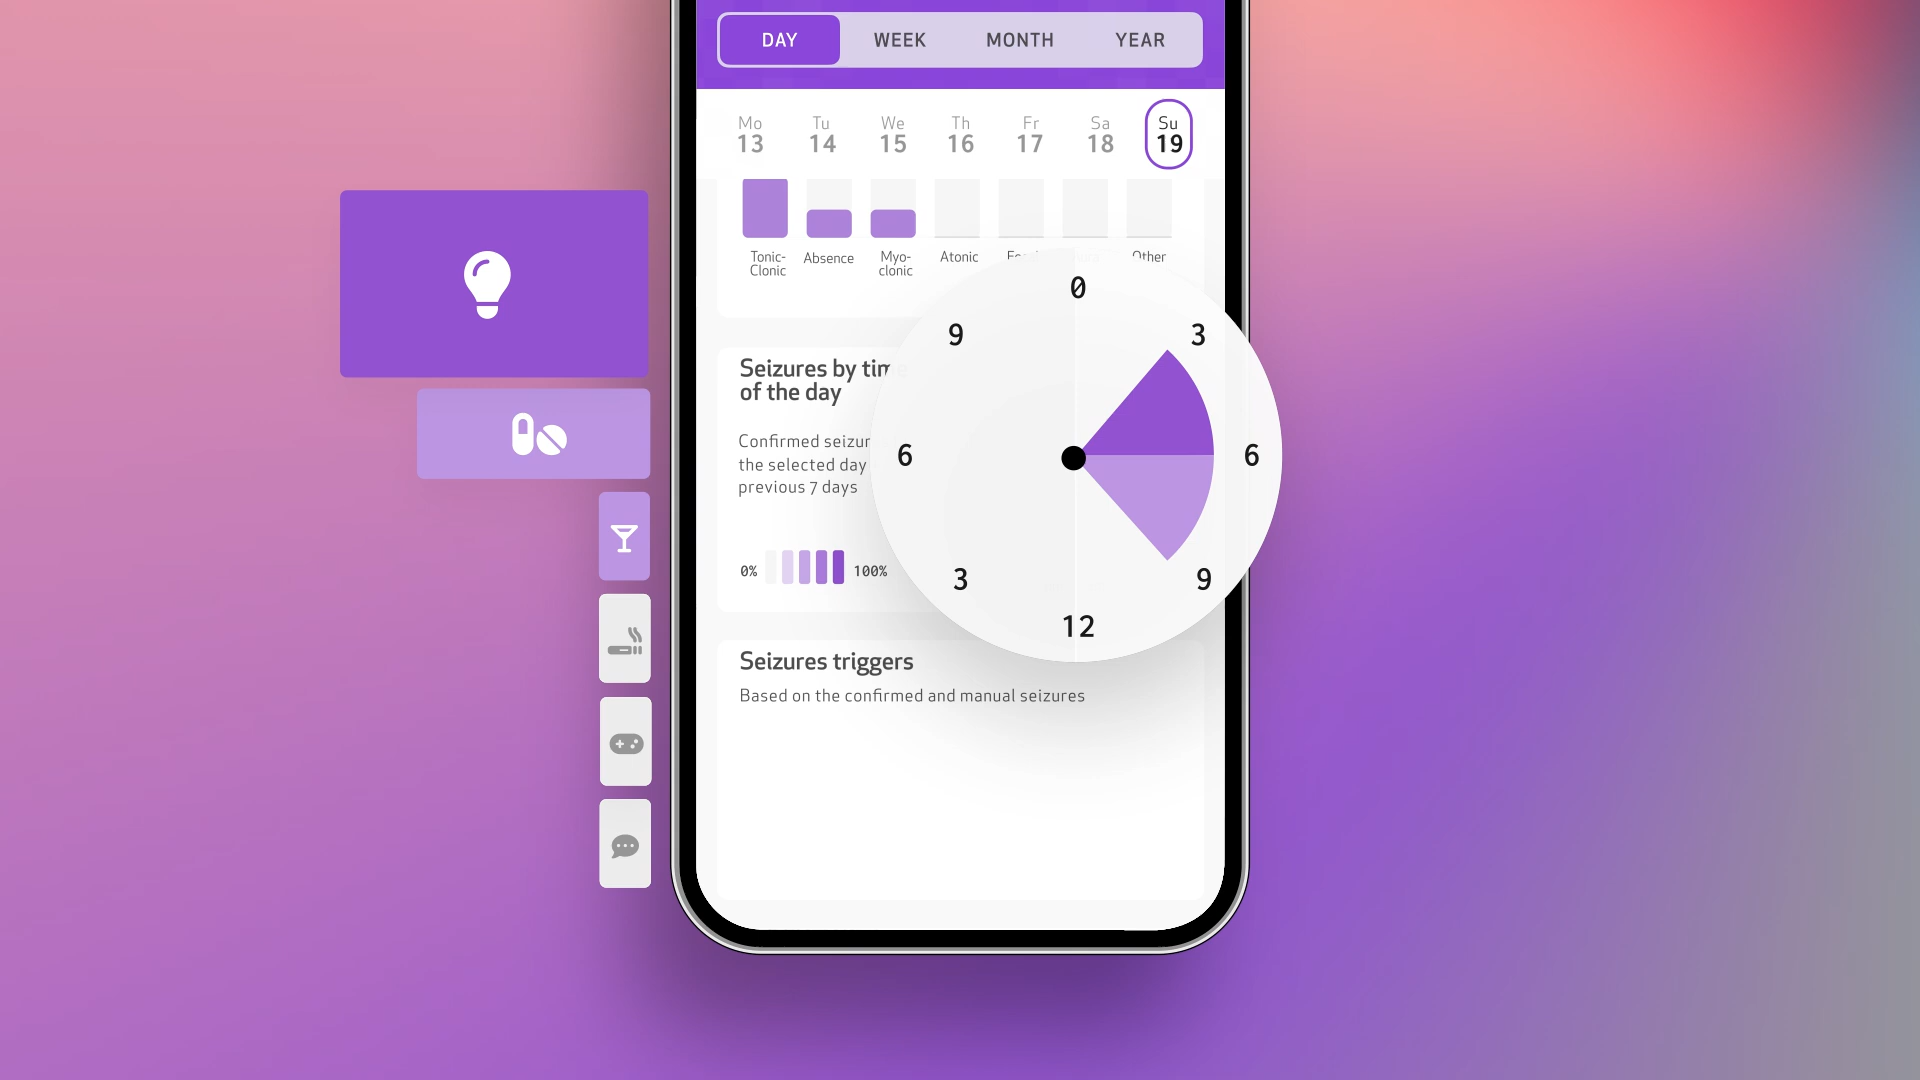 DAY WEEK MONTH YEAR
Mo Tu We Th Fr Sa Su
13 14 15 16 17 18 19
Tonic-
Clonic
Absence
Myo-
clonic
Atonic
Other
Seizures by time
of the day
Confirmed
the selected day
previous 7 days
0% 100%
0
3
6
9
12
3
6
9
Seizures triggers
Based on the confirmed and manual seizures